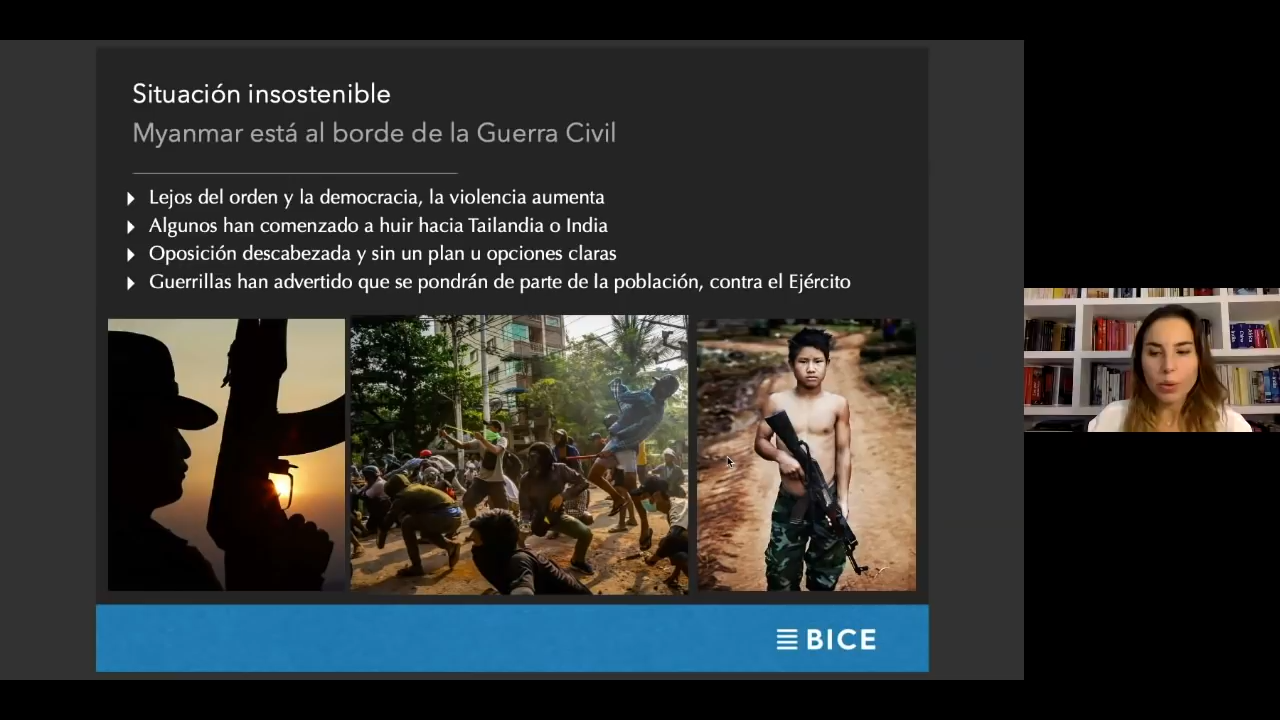 Situación insostenible
Myanmar está al borde de la Guerra Civil
Lejos del orden y la democracia, la violencia aumenta
Algunos han comenzado a huir hacia Tailandia o India
Oposición descabezada y sin un plan u opciones claras
Guerrillas han advertido que se pondrán de parte de la población, contra el Ejército
BICE